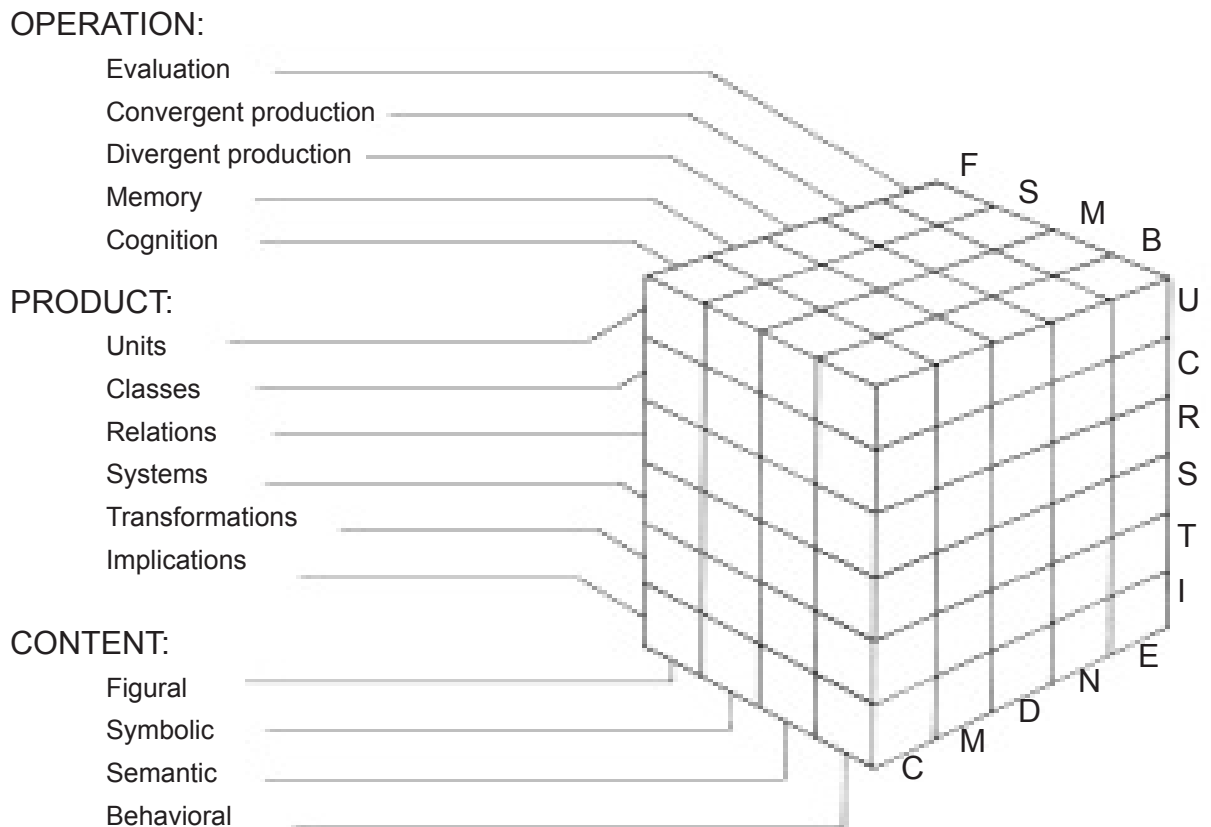 OPERATION:
Evaluation
Convergent production
Divergent production
Memory
Cognition
PRODUCT:
Units
Classes
Relations
Systems
Transformations
Implications
CONTENT:
Figural
Symbolic
Semantic
Behavioral
F
S
M
B
U
C
R
S
T
I
E
N
D
M
C